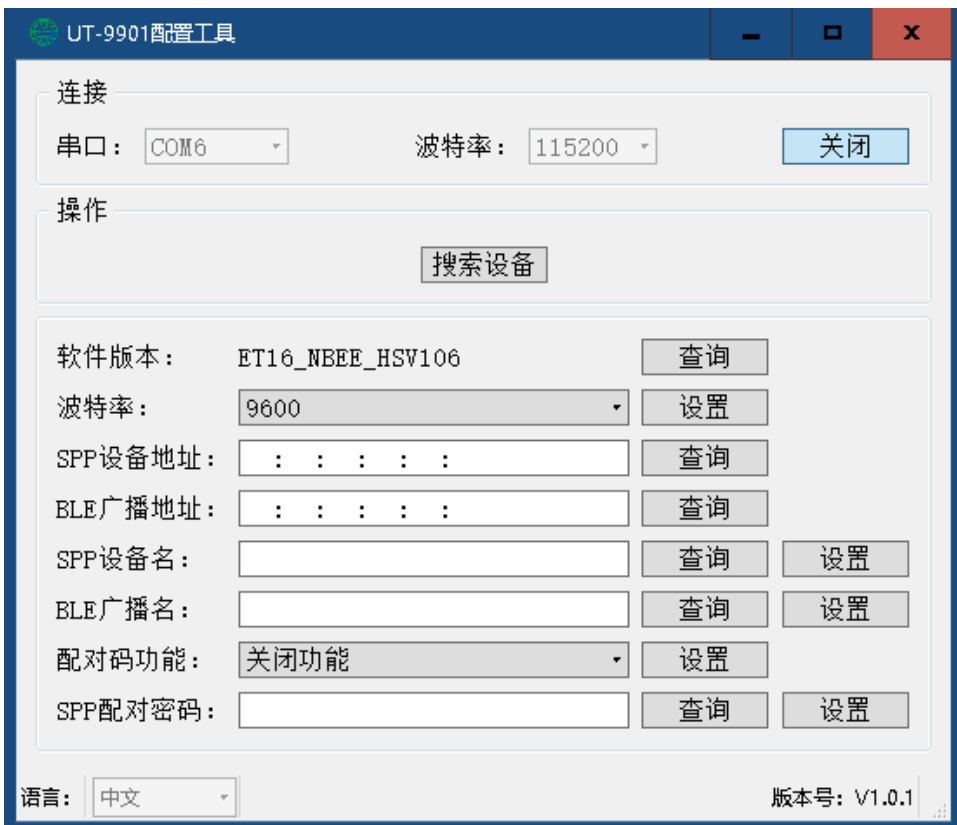 UT-9901配置工具
连接
串口： COM6 波特率： 115200 关闭
操作
搜索设备
软件版本： ET16_NBEE_HSV106 查询
波特率： 9600 设置
SPP设备地址： : : : : : 查询
BLE广播地址： : : : : : 查询
SPP设备名： 查询 设置
BLE广播名： 查询 设置
配对码功能： 关闭功能 设置
SPP配对密码： 查询 设置
语言： 中文 版本号：V1.0.1